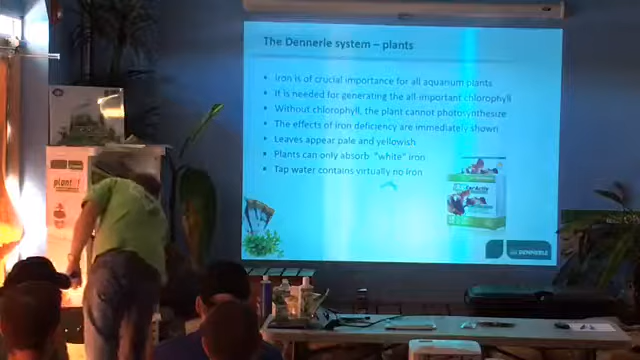 The Dennerle system – plants
• Iron is of crucial importance for all aquarium plants
• It is needed for generating the all-important chlorophyll
• Without chlorophyll, the plant cannot photosynthesize
• The effects of iron deficiency are immediately shown
• Leaves appear pale and yellowish
• Plants can only absorb "white" iron
• Tap water contains virtually no iron
DENNERLE
plant